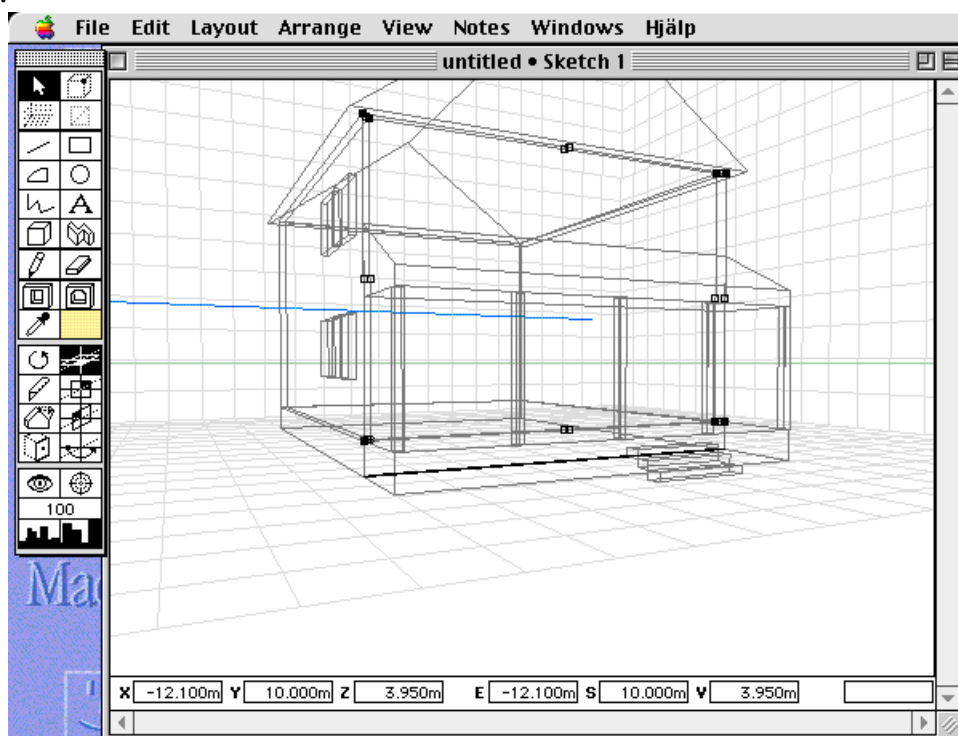 File Edit Layout Arrange View Notes Windows Hjälp
untitled • Sketch 1
A
100
Ma
X -12.100m Y 10.000m Z 3.950m E -12.100m S 10.000m V 3.950m